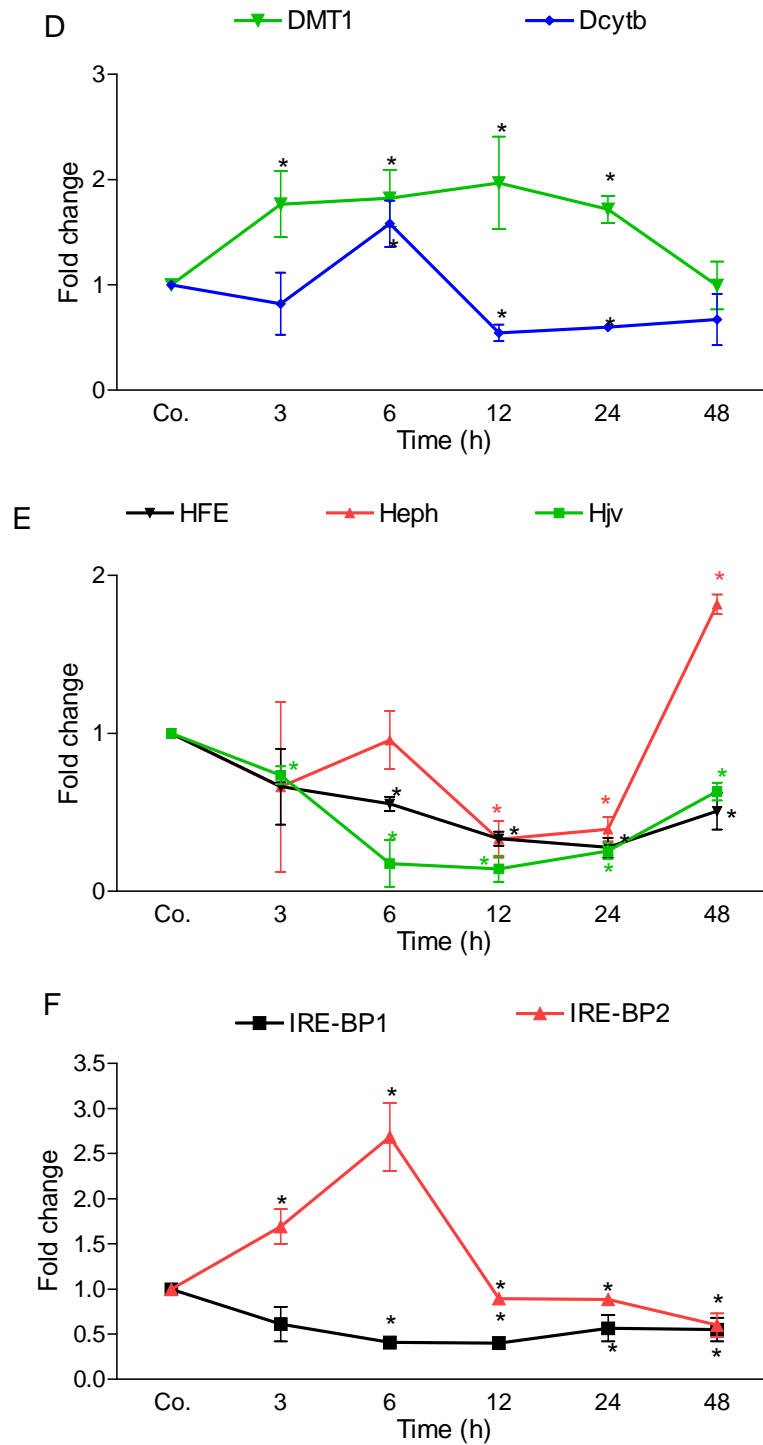 D
DMT1 Dcytb
3
* * * *
2
*
1
* *
0
Fold change
Co. 3 6 12 24 48
Time (h)
E
HFE Heph Hjv
2
*
1
* * * * * * * * * *
0
Fold change
Co. 3 6 12 24 48
Time (h)
F
IRE-BP1 IRE-BP2
3.5
3.0
*
2.5
2.0
*
1.5
1.0
* * *
* * * *
0.5
0.0
Fold change
Co. 3 6 12 24 48
Time (h)